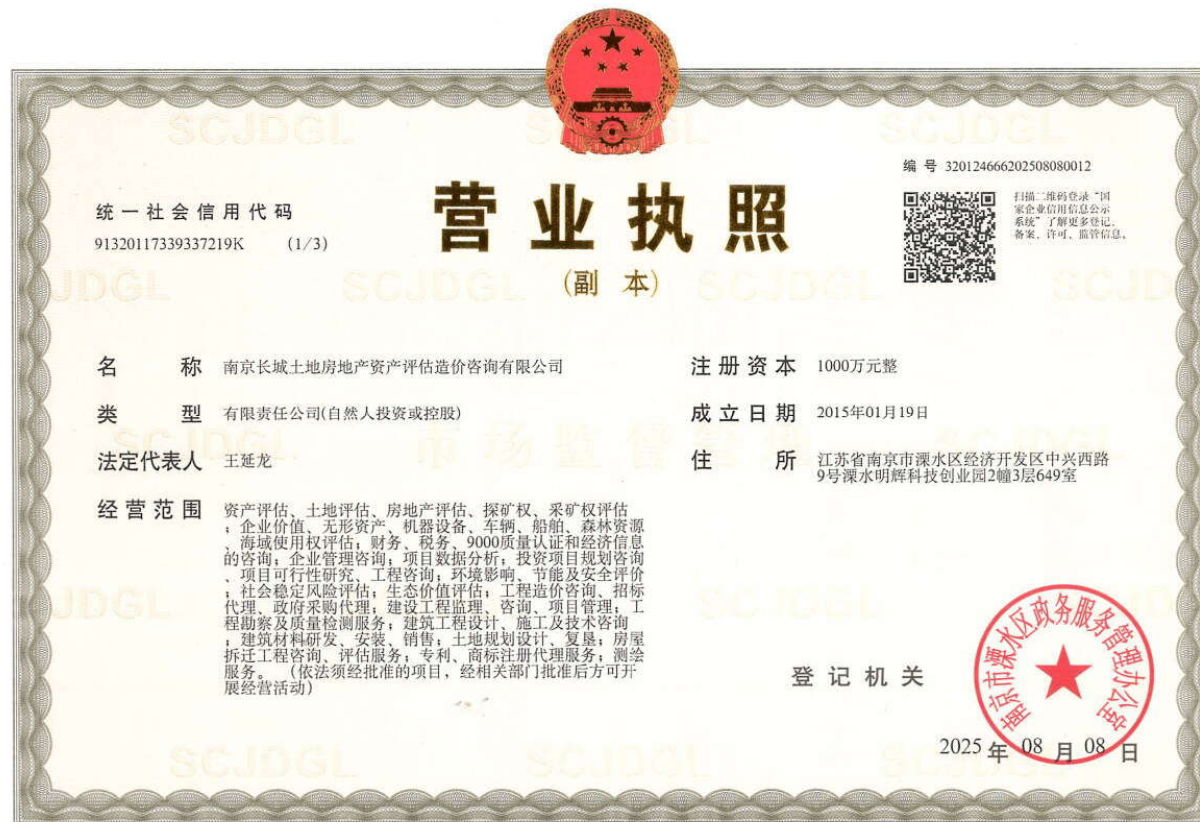 编 号 320124666202508080012
统一社会信用代码
91320117339337219K (1/3)
营业执照
(副 本)
扫描二维码登录“国
家企业信用信息公示
系统”了解更多登记、
备案、许可、监管信息。
名 称 南京长城土地房地产资产评估造价咨询有限公司
类 型 有限责任公司(自然人投资或控股)
法定代表人 王延龙
经营范围 资产评估、土地评估、房地产评估、探矿权、采矿权评估
；企业价值、无形资产、机器设备、车辆、船舶、森林资源
、海域使用权评估；财务、税务、9000质量认证和经济信息
的咨询；企业管理咨询；项目数据分析；投资项目规划咨询
、项目可行性研究、工程咨询；环境影响、节能及安全评价
；社会稳定风险评估；生态价值评估；工程造价咨询、招标
代理、政府采购代理；建设工程监理、咨询、项目管理；工
程勘察及质量检测服务；建筑工程设计、施工及技术咨询
；建筑材料研发、安装、销售；土地规划设计、复垦；房屋
拆迁工程咨询、评估服务；专利、商标注册代理服务；测绘
服务。（依法须经批准的项目，经相关部门批准后方可开
展经营活动）
注册资本 1000万元整
成立日期 2015年01月19日
住 所 江苏省南京市溧水区经济开发区中兴西路
9号溧水明辉科技创业园2幢3层649室
登记机关
南京市溧水区政务服务管理办公室
2025 年 08 月 08 日
SCJDGL
市场监督管理